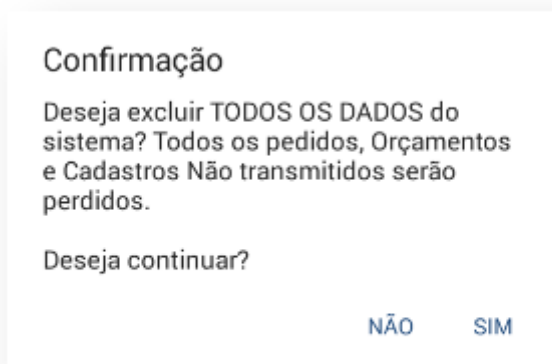 Confirmação
Deseja excluir TODOS OS DADOS do
sistema? Todos os pedidos, Orçamentos
e Cadastros Não transmitidos serão
perdidos.
Deseja continuar?
NÃO SIM